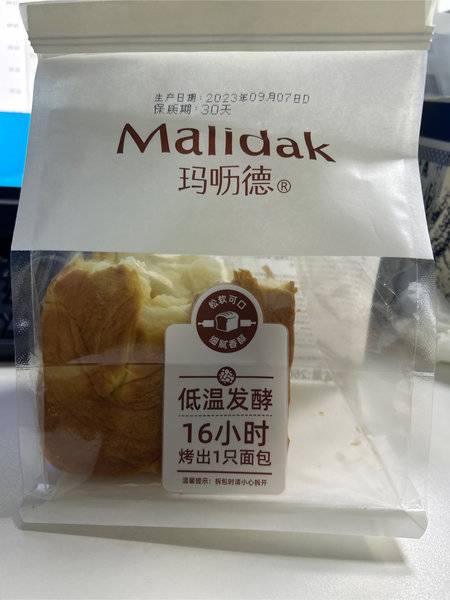 生产日期:2023年09月07日D
保质期:30天
Malidak
玛呖德®
松软可口
细腻香醇
低温发酵
16小时
烤出1只面包
温馨提示:拆包时请小心拆开